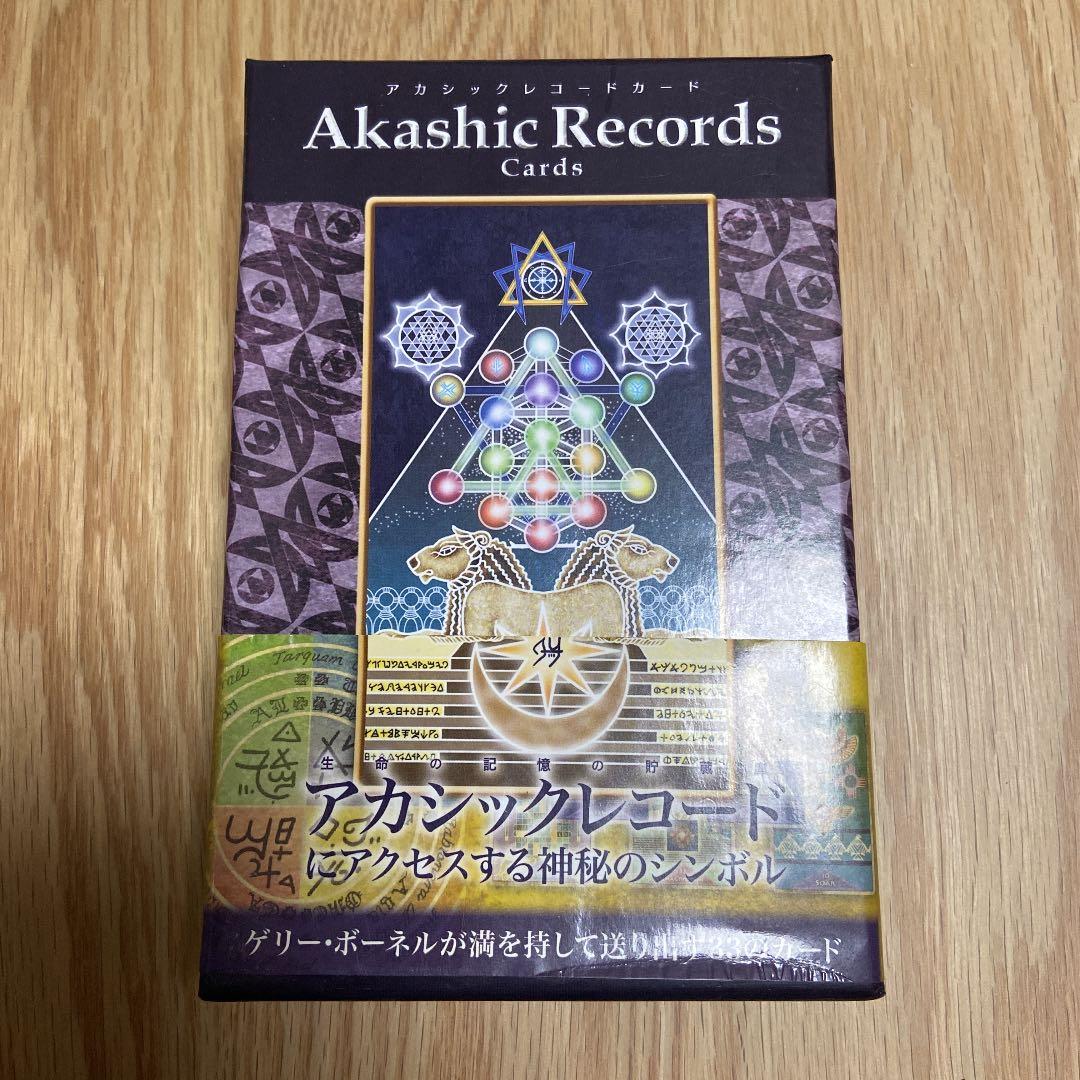 アカシックレコードカード
Akashic Records
Cards
Tarquam
生命の記憶の貯蔵庫
アカシックレコード
にアクセスする神秘のシンボル
ゲリー・ボーネルが満を持して送り出す33のカード